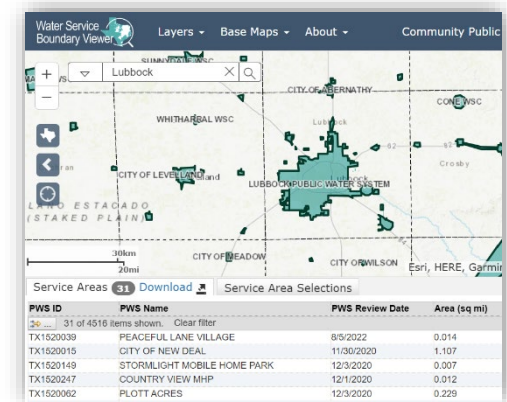 Water Service
Boundary Viewer
Layers
Base Maps
About
Community Public
Lubbock
CITY OF ABERNATHY
CONE WSC
WHITHARRAL WSC
Lubbock
Crosby
CITY OF LEVELLAND
LUBBOCK PUBLIC WATER SYSTEM
LLANO ESTACADO
(STAKED PLAIN)
30km
20mi
CITY OF MEADOW
CITY OF WILSON
Esri, HERE, Garmin
Service Areas 31 Download
Service Area Selections
PWS ID PWS Name PWS Review Date Area (sq mi)
... 31 of 4516 items shown. Clear filter
TX1520039 PEACEFUL LANE VILLAGE 8/5/2022 0.014
TX1520015 CITY OF NEW DEAL 11/30/2020 1.107
TX1520149 STORMLIGHT MOBILE HOME PARK 12/3/2020 0.007
TX1520247 COUNTRY VIEW MHP 12/1/2020 0.012
TX1520062 PLOTT ACRES 12/3/2020 0.229